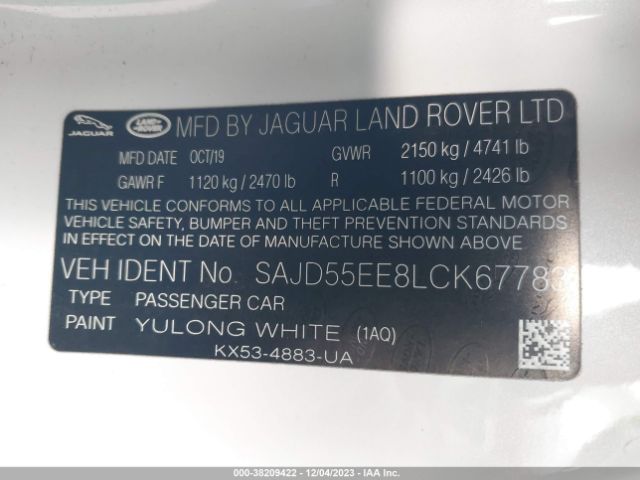 JAGUAR LAND ROVER MFD BY JAGUAR LAND ROVER LTD
MFD DATE OCT/19 GVWR 2150 kg / 4741 lb
GAWR F 1120 kg / 2470 lb R 1100 kg / 2426 lb
THIS VEHICLE CONFORMS TO ALL APPLICABLE FEDERAL MOTOR
VEHICLE SAFETY, BUMPER AND THEFT PREVENTION STANDARDS
IN EFFECT ON THE DATE OF MANUFACTURE SHOWN ABOVE.
VEH IDENT No. SAJD55EE8LCK67783
TYPE PASSENGER CAR
PAINT YULONG WHITE (1AQ)
KX53-4883-UA
000-38209422 - 12/04/2023 - IAA Inc.